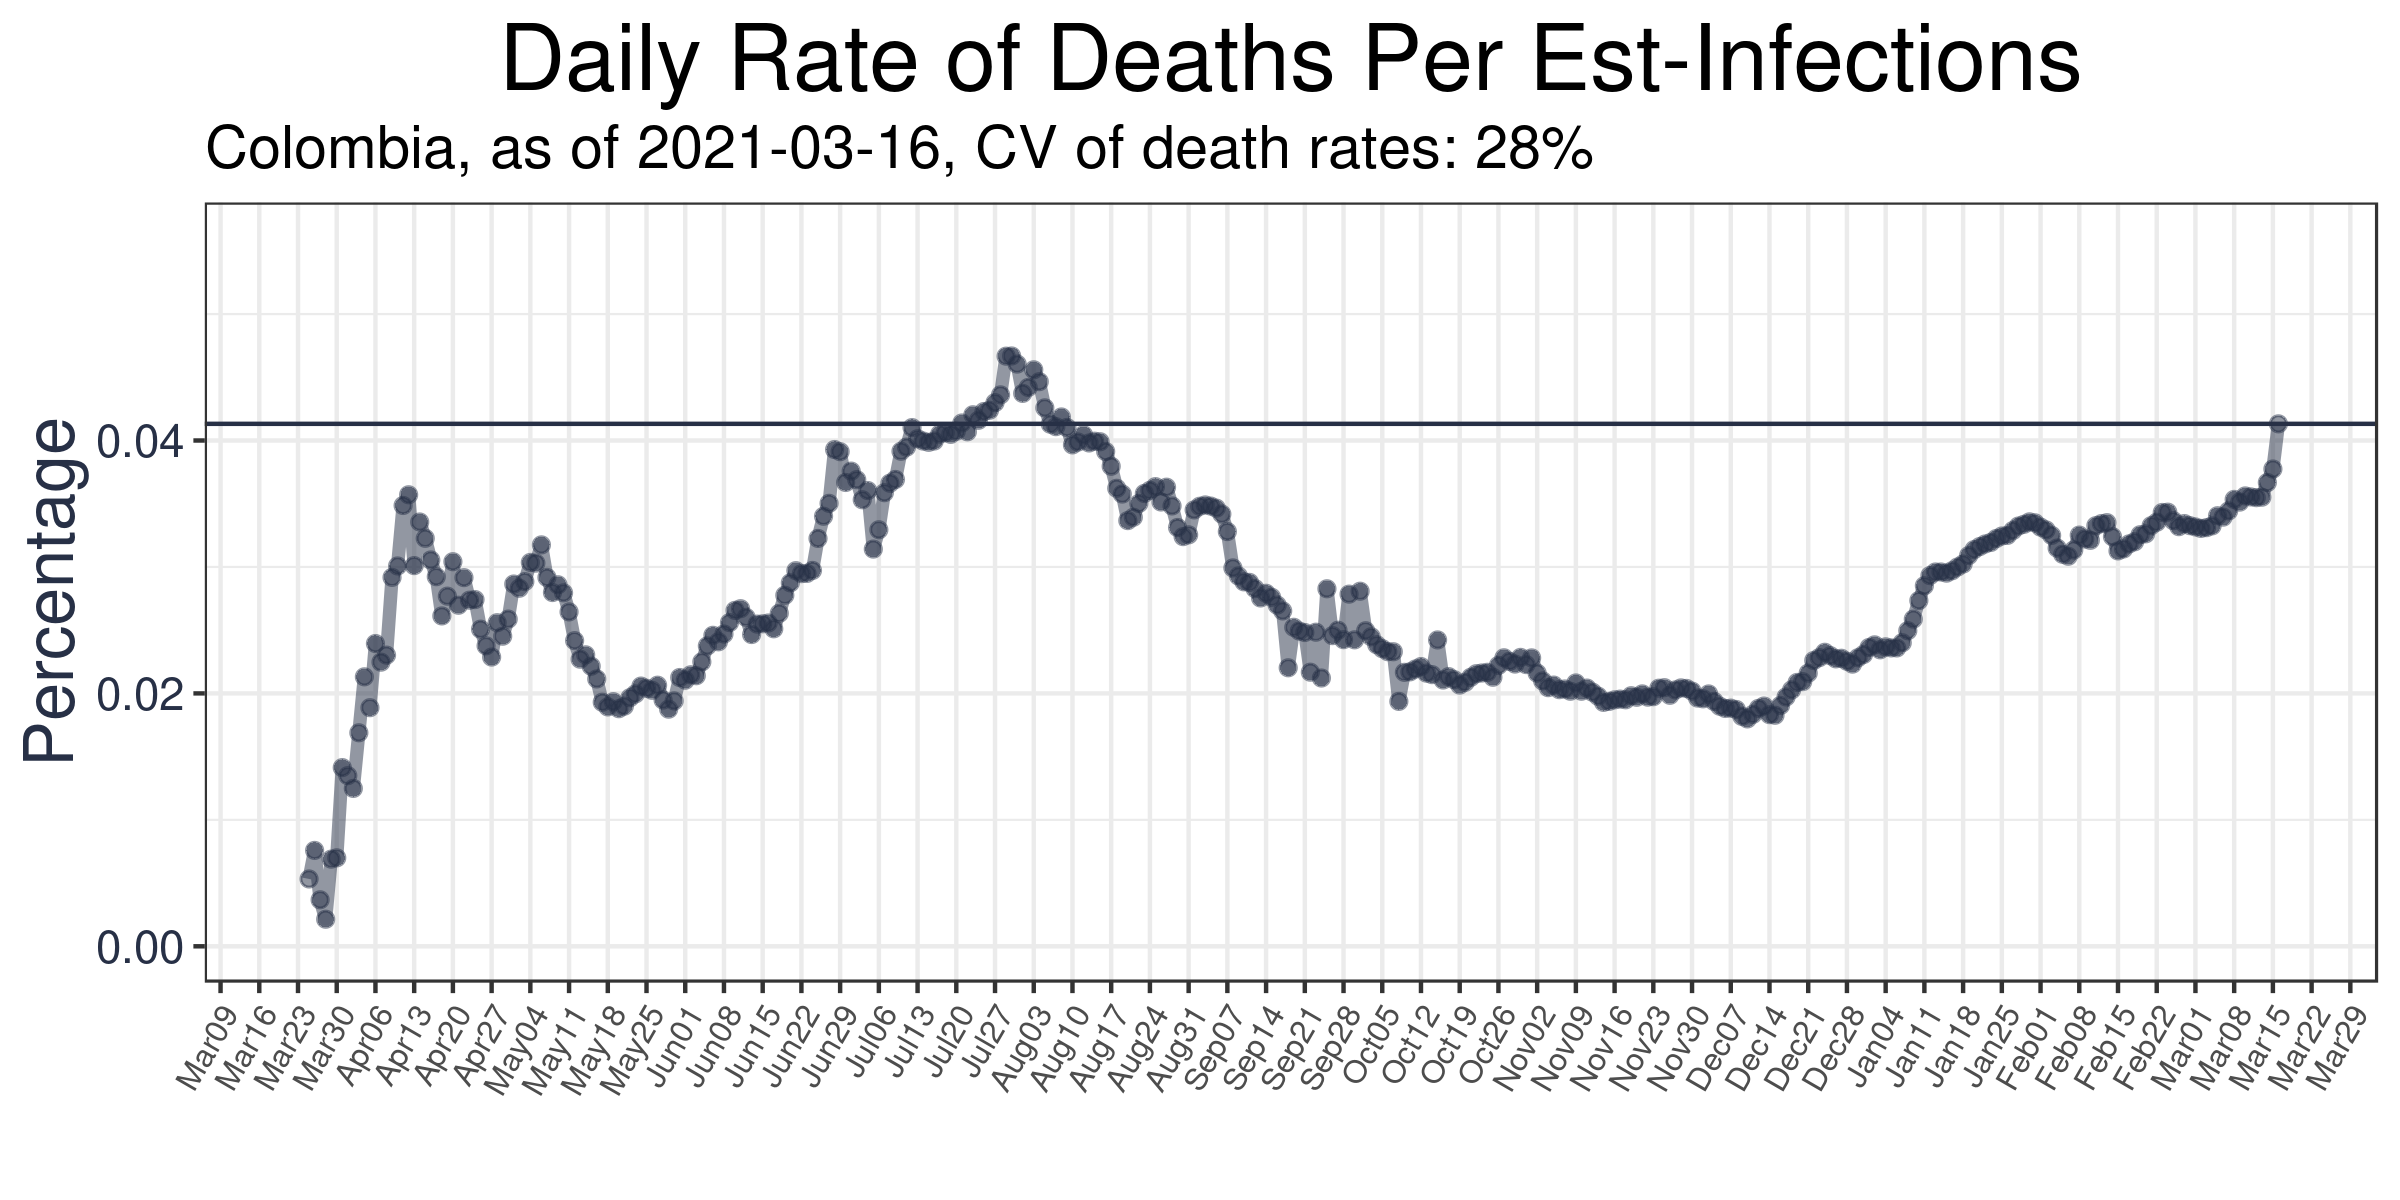 Daily Rate of Deaths Per Est-Infections
Colombia, as of 2021-03-16, CV of death rates: 28%
Percentage
0.04
0.02
0.00
Mar09
Mar16
Mar23
Mar30
Apr06
Apr13
Apr20
Apr27
May04
May11
May18
May25
Jun01
Jun08
Jun15
Jun22
Jun29
Jul06
Jul13
Jul20
Jul27
Aug03
Aug10
Aug17
Aug24
Aug31
Sep07
Sep14
Sep21
Sep28
Oct05
Oct12
Oct19
Oct26
Nov02
Nov09
Nov16
Nov23
Nov30
Dec07
Dec14
Dec21
Dec28
Jan04
Jan11
Jan18
Jan25
Feb01
Feb08
Feb15
Feb22
Mar01
Mar08
Mar15
Mar22
Mar29